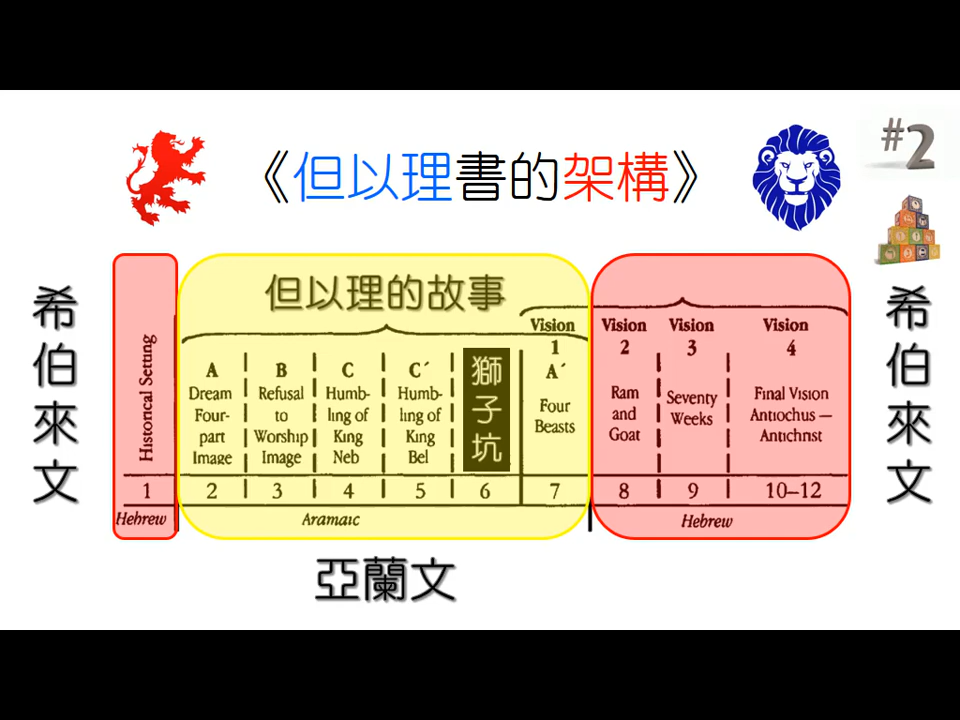 #2
《但以理書的架構》
希伯來文
希伯來文
但以理的故事
Historical Setting
A
Dream
Four-
part
Image
B
Refusal
to
Worship
Image
C
Humb-
ling of
King
Neb
C´
Humb-
ling of
King
Bel
獅子坑
Vision
1
A´
Four
Beasts
Vision
2
Ram
and
Goat
Vision
3
Seventy
Weeks
Vision
4
Final Vision
Antiochus —
Antichrist
1 2 3 4 5 6 7 8 9 10–12
Hebrew Aramaic Hebrew
亞蘭文